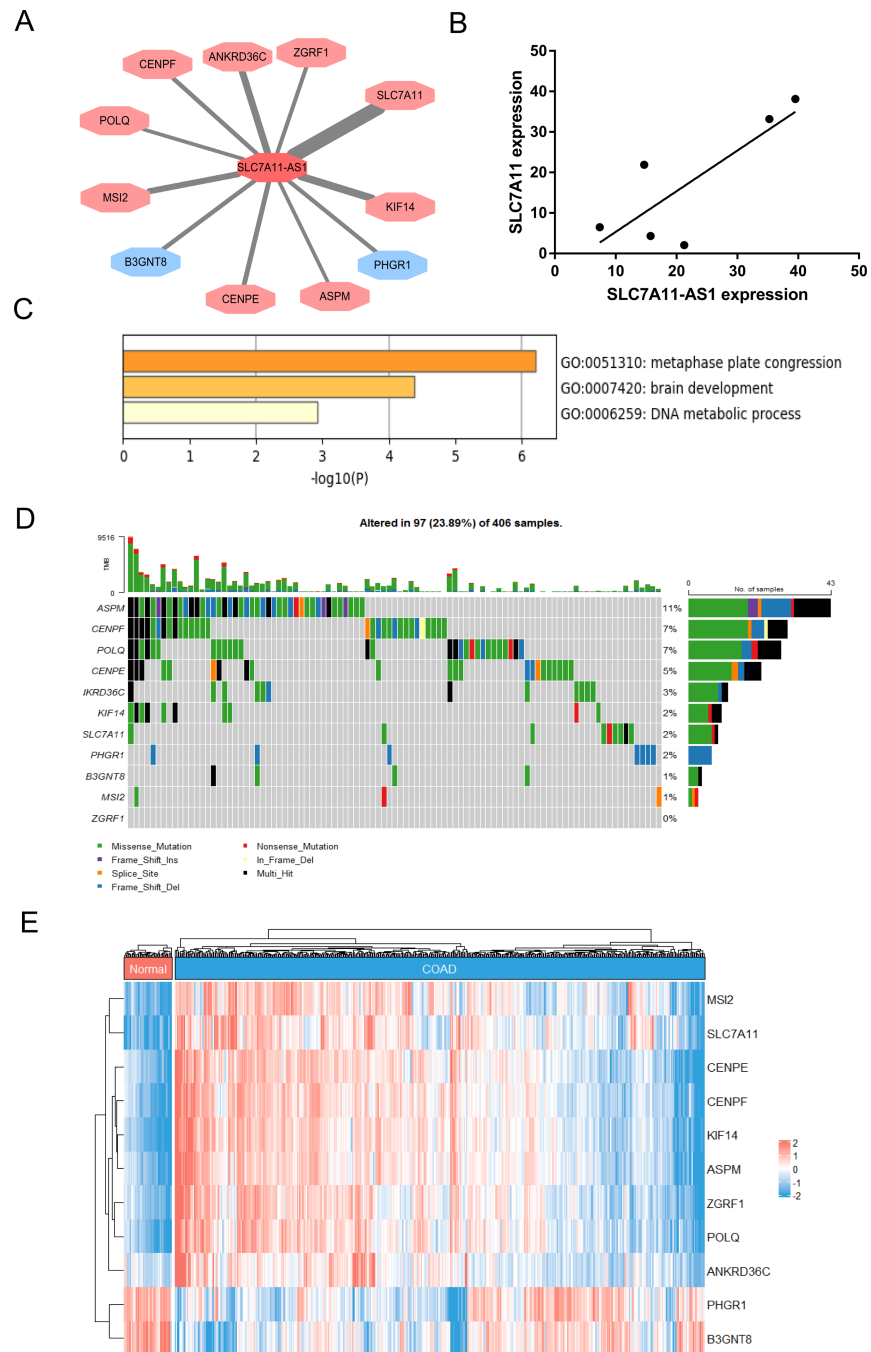 A
ZGRF1
ANKRD36C
CENPF
SLC7A11
POLQ
SLC7A11-AS1
MSI2
KIF14
B3GNT8
PHGR1
CENPE
ASPM
B
50
40
30
20
10
0
SLC7A11 expression
0
10
20
30
40
50
SLC7A11-AS1 expression
C
GO:0051310: metaphase plate congression
GO:0007420: brain development
GO:0006259: DNA metabolic process
0
1
2
3
4
5
6
-log10(P)
D
Altered in 97 (23.89%) of 406 samples.
9516
TMB
0
0
43
No. of samples
ASPM 11%
CENPF 7%
POLQ 7%
CENPE 5%
IKRD36C 3%
KIF14 2%
SLC7A11 2%
PHGR1 2%
B3GNT8 1%
MSI2 1%
ZGRF1 0%
Missense_Mutation
Frame_Shift_Ins
Splice_Site
Frame_Shift_Del
Nonsense_Mutation
In_Frame_Del
Multi_Hit
E
Normal
COAD
MSI2
SLC7A11
CENPE
CENPF
KIF14
ASPM
ZGRF1
POLQ
ANKRD36C
PHGR1
B3GNT8
2
1
0
-1
-2